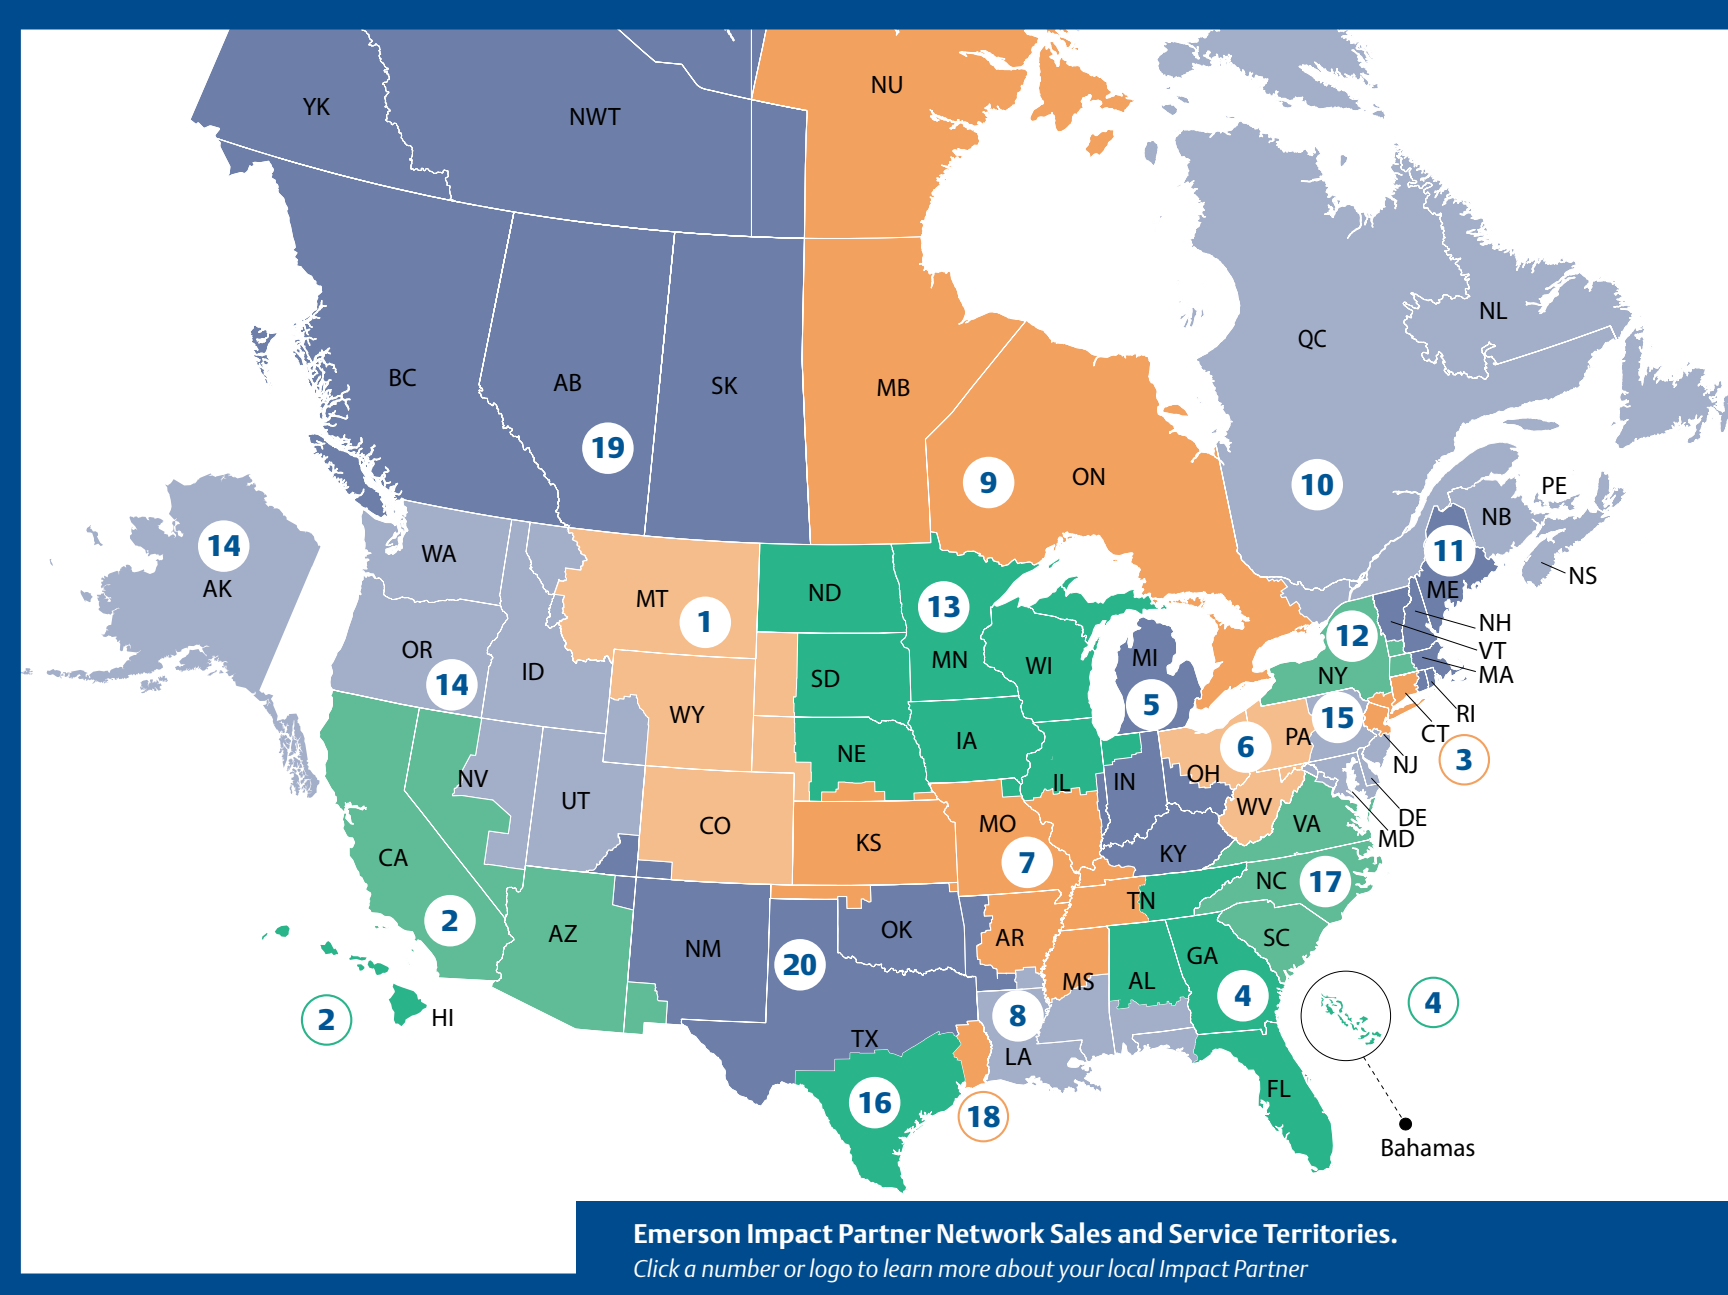 NU
YK
NWT
NL
QC
BC
AB
SK
MB
19
9
ON
10
PE
NB
14
WA
11
NS
AK
MT
1
ND
13
ME
NH
12
VT
OR
ID
MN
WI
MI
MA
14
SD
NY
WY
5
15
RI
6
PA
CT
NE
IA
3
NV
IL
IN
OH
NJ
UT
WV
DE
CO
KS
MO
VA
MD
CA
7
KY
NC
17
2
TN
AZ
NM
OK
AR
SC
20
GA
MS
AL
4
4
2
HI
8
TX
LA
16
18
FL
Bahamas
Emerson Impact Partner Network Sales and Service Territories.
Click a number or logo to learn more about your local Impact Partner